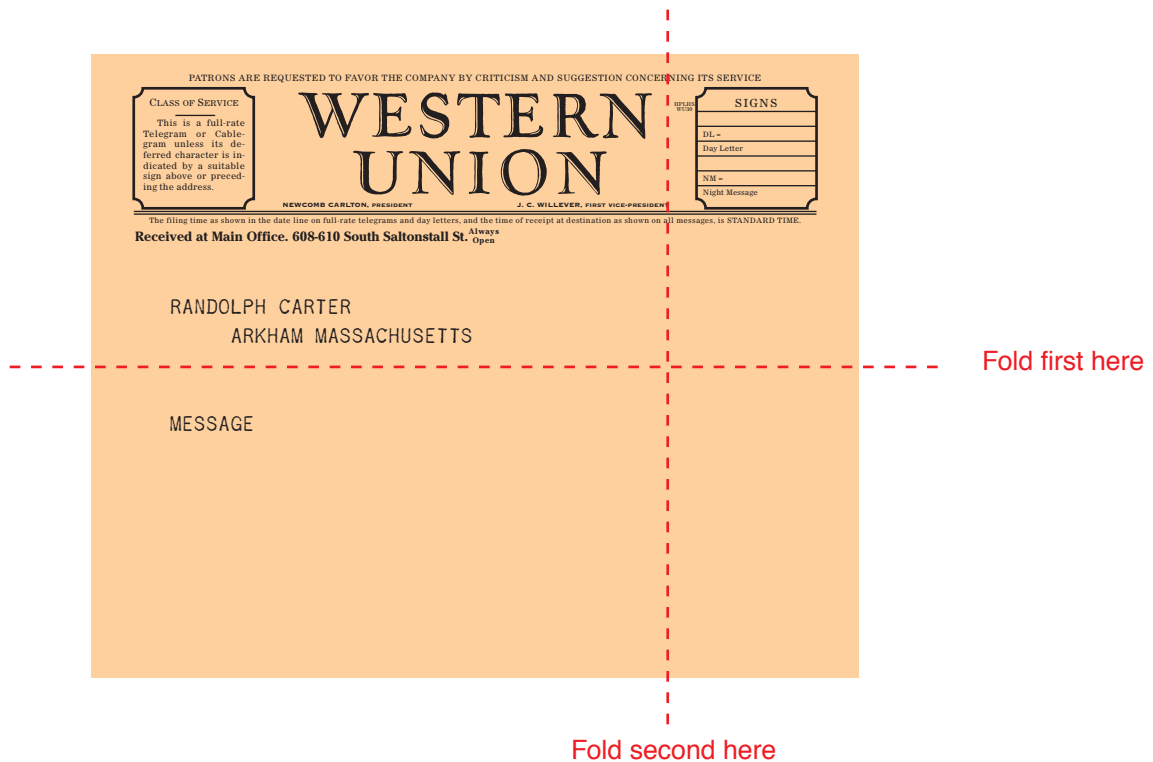 PATRONS ARE REQUESTED TO FAVOR THE COMPANY BY CRITICISM AND SUGGESTION CONCERNING ITS SERVICE
CLASS OF SERVICE
This is a full-rate
Telegram or Cable-
gram unless its de-
ferred character is in-
dicated by a suitable
sign above or preced-
ing the address.
WESTERN
UNION
NEWCOMB CARLTON, PRESIDENT
J. C. WILLEVER, FIRST VICE-PRESIDENT
HPLHS
WU30
SIGNS
DL =
Day Letter
NM =
Night Message
The filing time as shown in the date line on full-rate telegrams and day letters, and the time of receipt at destination as shown on all messages, is STANDARD TIME.
Received at Main Office. 608-610 South Saltonstall St. Always
Open
RANDOLPH CARTER
ARKHAM MASSACHUSETTS
Fold first here
MESSAGE
Fold second here